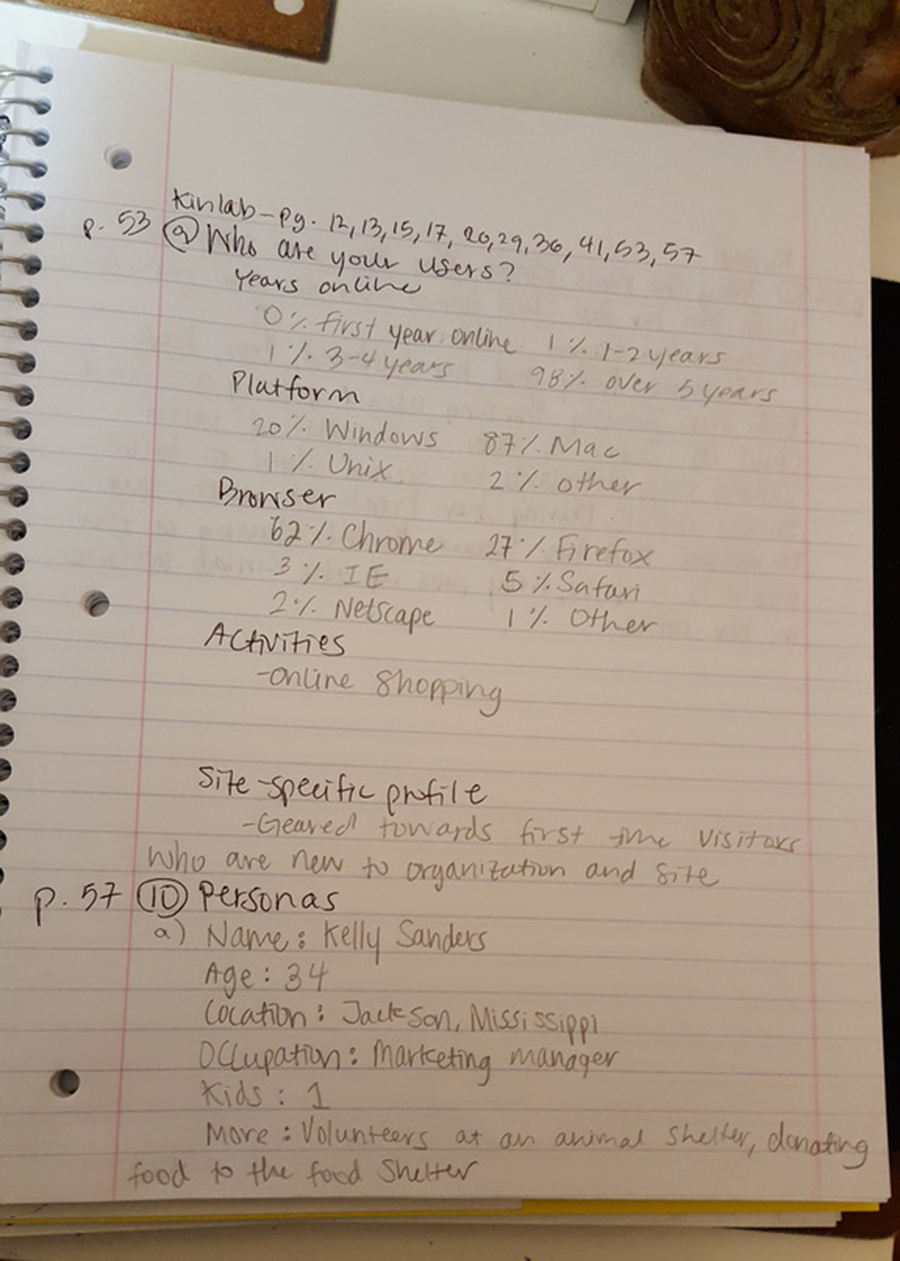 Kinlab - Pg. 12, 13, 15, 17, 20, 29, 36, 41, 53, 57
p. 53 9 Who are your users?
Years online
0% first year online 1% 1-2 years
1% 3-4 years 98% over 5 years
Platform
20% Windows 87% Mac
1% Unix 2% other
Browser
62% Chrome 27% Firefox
3% IE 5% Safari
2% Netscape 1% Other
Activities
-Online Shopping
Site-specific profile
-Geared towards first time visitors
who are new to organization and site
p. 57 10 Personas
a) Name: Kelly Sanders
Age: 34
Location: Jackson, Mississippi
Occupation: Marketing manager
Kids: 1
More: Volunteers at an animal shelter, donating
food to the food Shelter